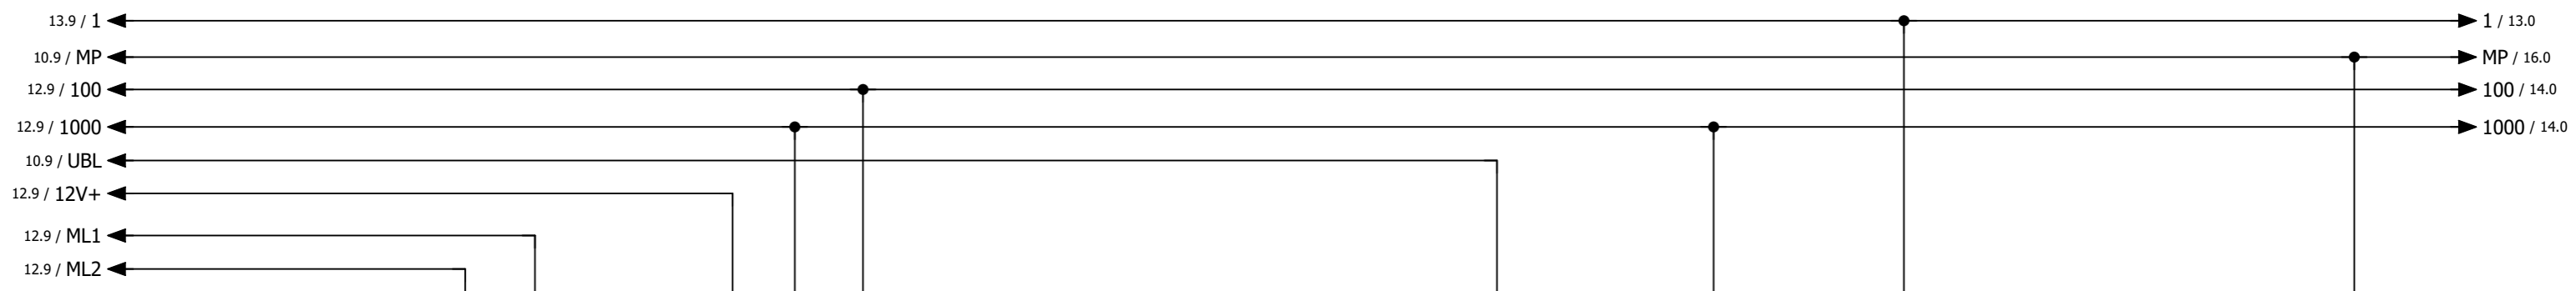 13.9 / 1 1 / 13.0
10.9 / MP MP / 16.0
12.9 / 100 100 / 14.0
12.9 / 1000 1000 / 14.0
10.9 / UBL
12.9 / 12V+
12.9 / ML1
12.9 / ML2